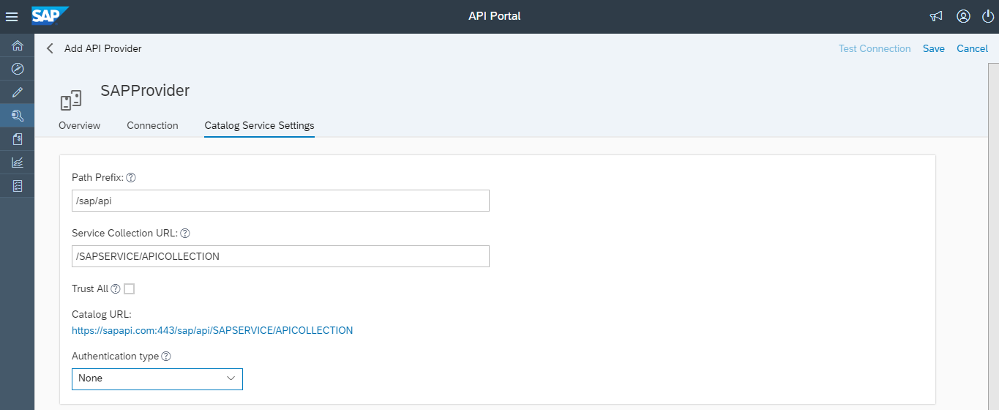 SAP
API Portal
Add API Provider
Test Connection Save Cancel
SAPProvider
Overview Connection Catalog Service Settings
Path Prefix: ?
/sap/api
Service Collection URL: ?
/SAPSERVICE/APICOLLECTION
Trust All ?
Catalog URL:
https://sapapi.com:443/sap/api/SAPSERVICE/APICOLLECTION
Authentication type ?
None